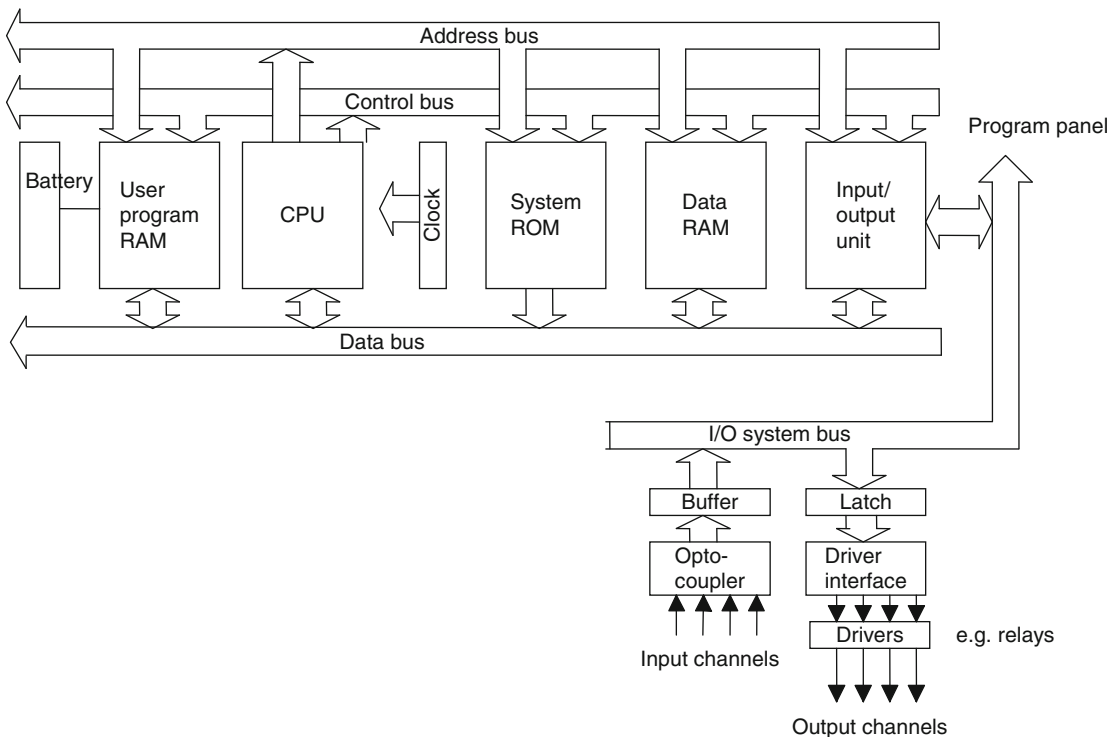 Address bus
Control bus
Program panel
Battery
User
program
RAM
CPU
Clock
System
ROM
Data
RAM
Input/
output
unit
Data bus
I/O system bus
Buffer
Latch
Opto-
coupler
Driver
interface
Drivers
e.g. relays
Input channels
Output channels